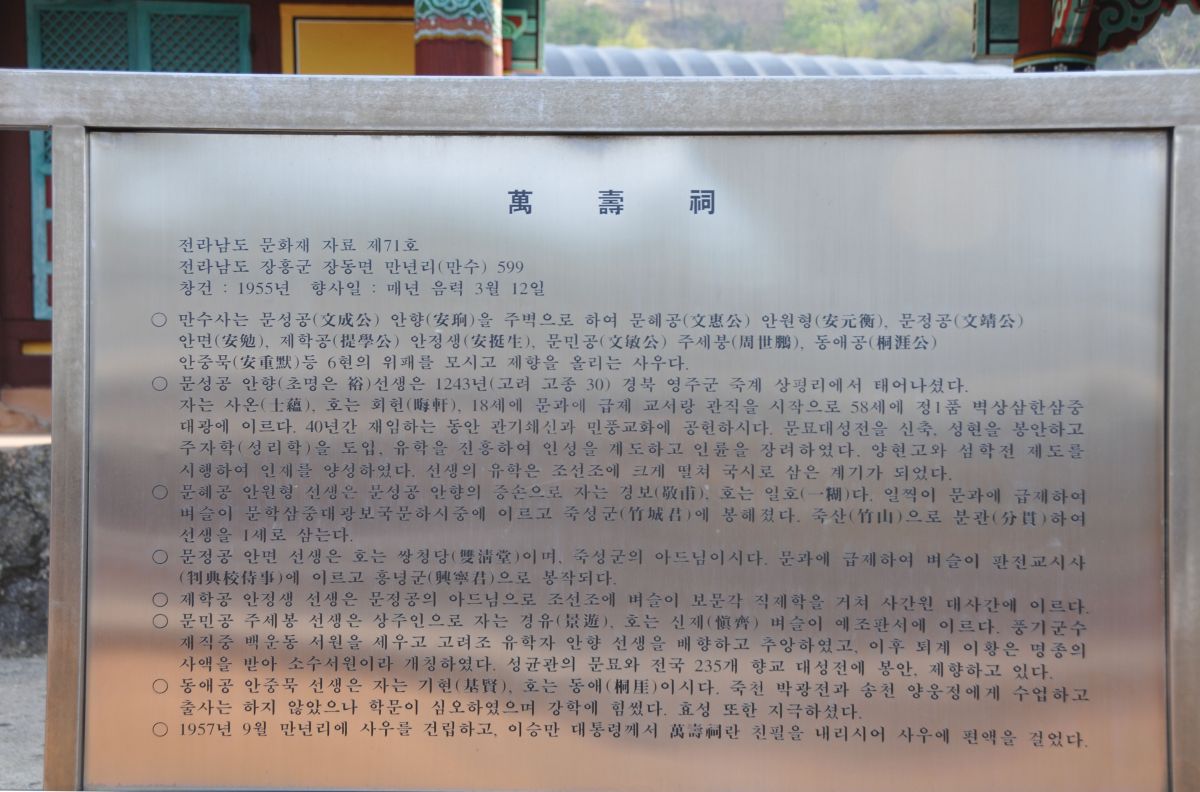 萬 壽 祠
전라남도 문화재 자료 제71호
전라남도 장흥군 장동면 만년리(만수) 599
창건 : 1955년 향사일 : 매년 음력 3월 12일
○ 만수사는 문성공(文成公) 안향(安珦)을 주벽으로 하여 문혜공(文惠公) 안원형(安元衡), 문정공(文靖公)
안면(安勉), 제학공(提學公) 안정생(安挺生), 문민공(文敏公) 주세붕(周世鵬), 동애공(桐涯公)
안중묵(安重默)등 6현의 위패를 모시고 제향을 올리는 사우다.
○ 문성공 안향(초명은 裕)선생은 1243년(고려 고종 30) 경북 영주군 죽계 상평리에서 태어나셨다.
자는 사온(士蘊), 호는 회헌(晦軒), 18세에 문과에 급제 교서랑 관직을 시작으로 58세에 정1품 벽상삼한삼중
대광에 이르다. 40년간 재임하는 동안 관기쇄신과 민풍교화에 공헌하시다. 문묘대성전을 신축, 성현을 봉안하고
주자학(성리학)을 도입, 유학을 진흥하여 인성을 계도하고 인륜을 장려하였다. 양현고와 섬학전 제도를
시행하여 인재를 양성하였다. 선생의 유학은 조선조에 크게 떨쳐 국시로 삼은 계기가 되었다.
○ 문혜공 안원형 선생은 문성공 안향의 증손으로 자는 경보(敬甫), 호는 일호(一糊)다. 일찍이 문과에 급제하여
벼슬이 문학삼중대광보국문하시중에 이르고 죽성군(竹城君)에 봉해졌다. 죽산(竹山)으로 분관(分貫)하여
선생을 1세로 삼는다.
○ 문정공 안면 선생은 호는 쌍청당(雙淸堂)이며, 죽성군의 아드님이시다. 문과에 급제하여 벼슬이 판전교시사
(判典校侍事)에 이르고 흥녕군(興寧君)으로 봉작되다.
○ 제학공 안정생 선생은 문정공의 아드님으로 조선조에 벼슬이 보문각 직제학을 거쳐 사간원 대사간에 이르다.
○ 문민공 주세봉 선생은 상주인으로 자는 경유(景遊), 호는 신재(愼齊) 벼슬이 예조판서에 이르다. 풍기군수
재직중 백운동 서원을 세우고 고려조 유학자 안향 선생을 배향하고 추앙하였고, 이후 퇴계 이황은 명종의
사액을 받아 소수서원이라 개칭하였다. 성균관의 문묘와 전국 235개 향교 대성전에 봉안, 제향하고 있다.
○ 동애공 안중묵 선생은 자는 기현(基賢), 호는 동애(桐厓)이시다. 죽천 박광전과 송천 양웅정에게 수업하고
출사는 하지 않았으나 학문이 심오하였으며 강학에 힘썼다. 효성 또한 지극하셨다.
○ 1957년 9월 만년리에 사우를 건립하고, 이승만 대통령께서 萬壽祠란 친필을 내리시어 사우에 편액을 걸었다.